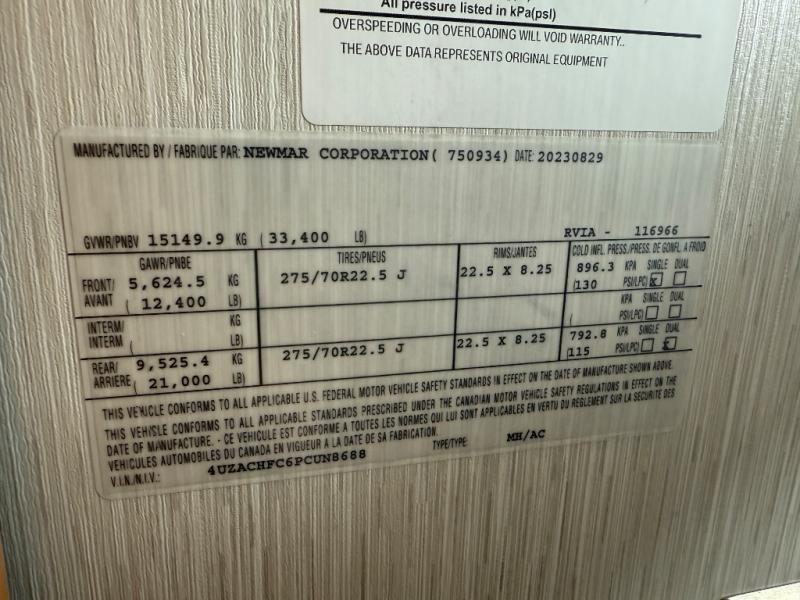 All pressure listed in kPa(psl)
OVERSPEEDING OR OVERLOADING WILL VOID WARRANTY..
THE ABOVE DATA REPRESENTS ORIGINAL EQUIPMENT
MANUFACTURED BY / FABRIQUE PAR: NEWMAR CORPORATION( 750934) DATE: 20230829
GVWR/PNBV 15149.9 KG (33,400 LB) RVIA - 116966
GAWR/PNBE TIRES/PNEUS RIMS/JANTES COLD INFL. PRESS./PRESS. DE GONFL. A FROID
FRONT/ 5,624.5 KG 275/70R22.5 J 22.5 X 8.25 896.3 KPA SINGLE DUAL
AVANT (12,400 LB) (130 PSI/LPC) X
INTERM/ KG KPA SINGLE DUAL
INTERM ( LB) ( PSI/LPC)
REAR/ 9,525.4 KG 275/70R22.5 J 22.5 X 8.25 792.8 KPA SINGLE DUAL
ARRIERE (21,000 LB) (115 PSI/LPC) X
THIS VEHICLE CONFORMS TO ALL APPLICABLE U.S. FEDERAL MOTOR VEHICLE SAFETY STANDARDS IN EFFECT ON THE DATE OF MANUFACTURE SHOWN ABOVE.
THIS VEHISLE CONFORMS TO ALL APPLICABLE STANDARDS PRESCRIBED UNDER THE CANADIAN MOTOR VEHICLE SAFETY REGULATIONS IN EFFECT ON THE
DATE OF MANUFACTURE. - CE VEHICULE EST CONFORME A TOUTES LES NORMES QUI LUI SONT APPLICABLES EN VERTU DU REGLEMENT SUR LA SECURITE DES
VEHICULES AUTOMOBILES DU CANADA EN VIGUEUR A LA DATE DE SA FABRICATION.
V.I.N./N.I.V.: 4UZACHFC6PCUN8688 TYPE/TYPE: MH/AC